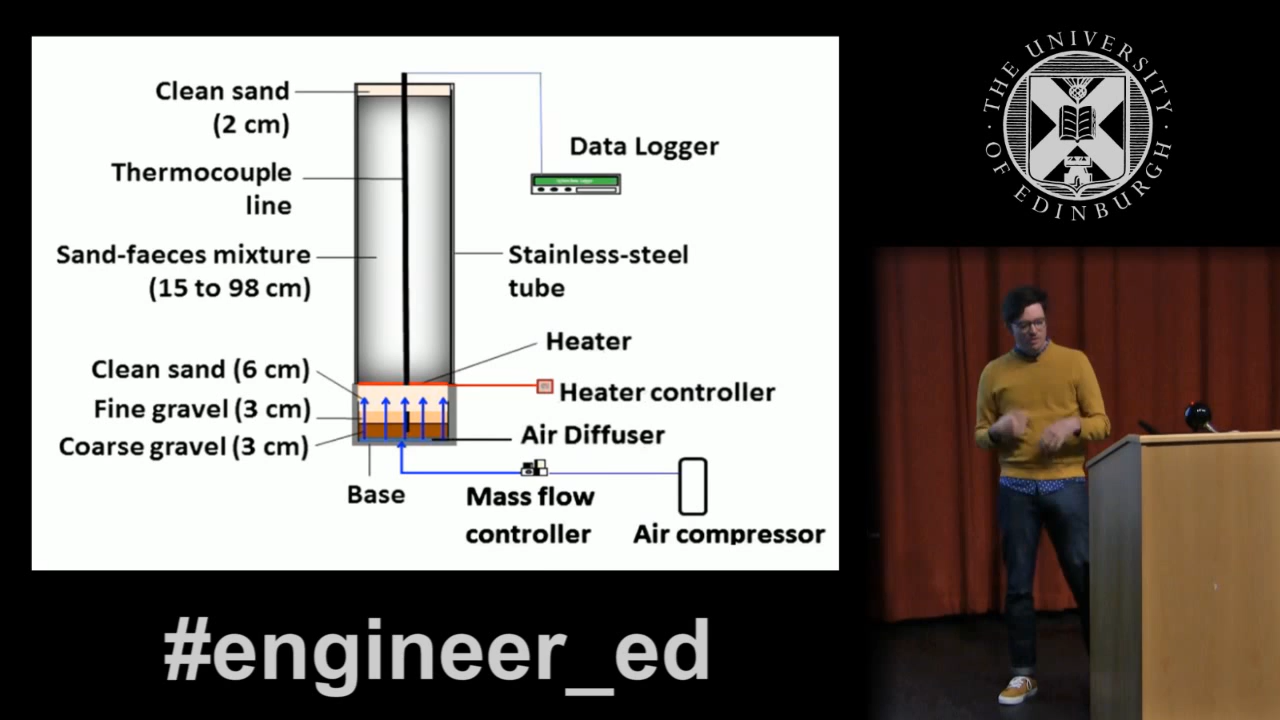 Clean sand
(2 cm)
Thermocouple
line
Sand-faeces mixture
(15 to 98 cm)
Clean sand (6 cm)
Fine gravel (3 cm)
Coarse gravel (3 cm)
Base
Data Logger
Stainless-steel
tube
Heater
Heater controller
Air Diffuser
Mass flow
controller
Air compressor
THE UNIVERSITY
OF EDINBURGH
#engineer_ed